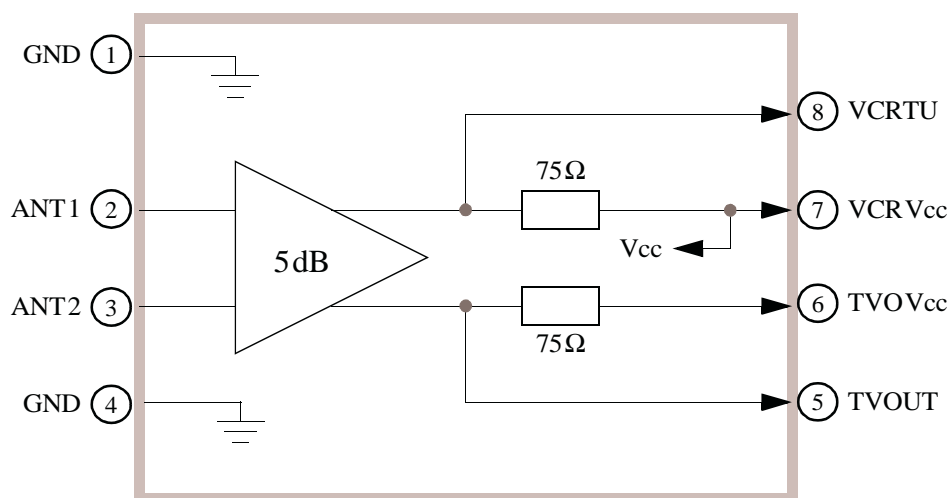 GND 1
8 VCRTU
75Ω
ANT1 2
7 VCR Vcc
Vcc
5dB
ANT2 3
6 TVO Vcc
75Ω
GND 4
5 TVOUT